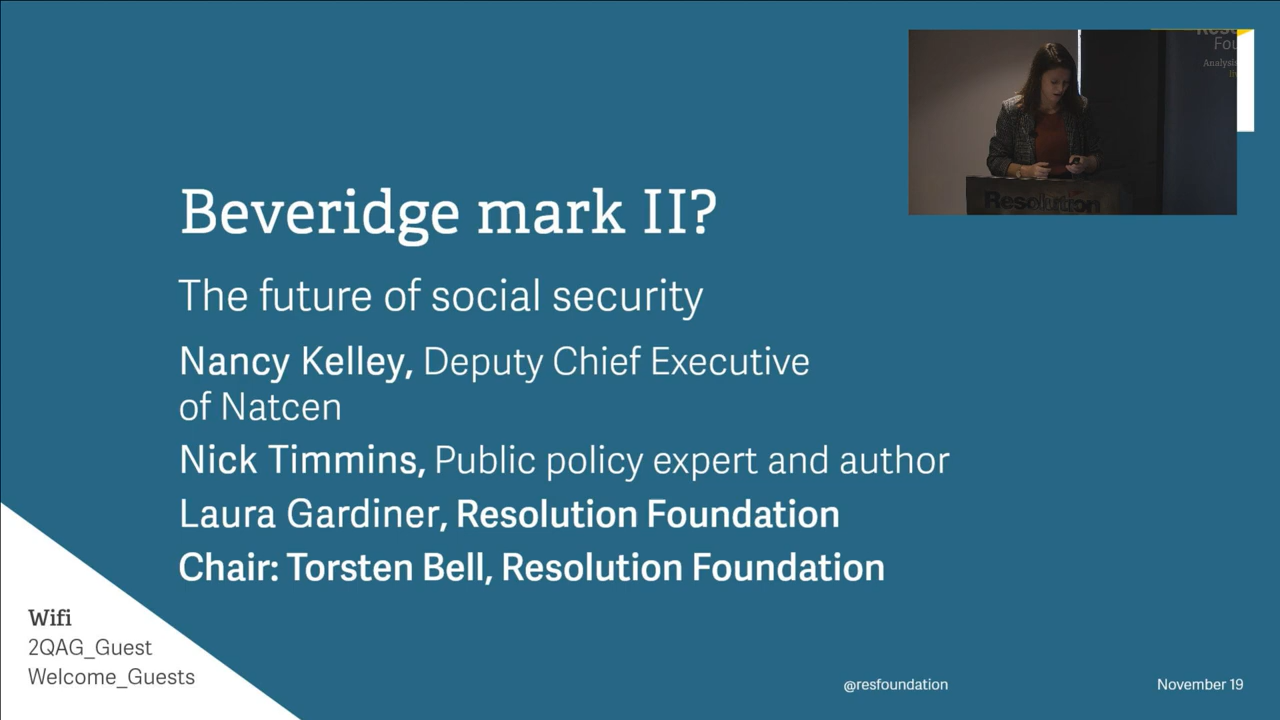 Beveridge mark II?
The future of social security
Nancy Kelley, Deputy Chief Executive
of Natcen
Nick Timmins, Public policy expert and author
Laura Gardiner, Resolution Foundation
Chair: Torsten Bell, Resolution Foundation
Wifi
2QAG_Guest
Welcome_Guests
@resfoundation
November 19
Resolution